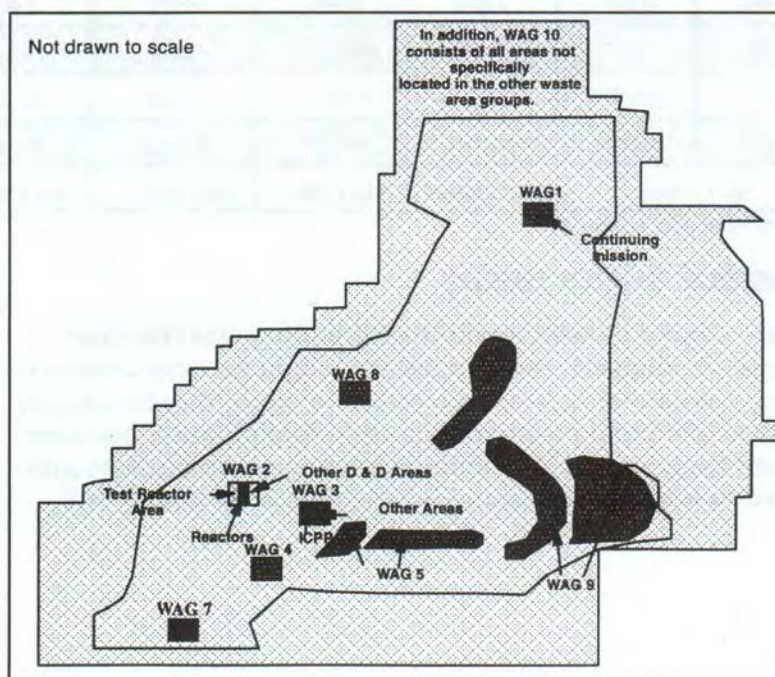 Not drawn to scale
In addition, WAG 10
consists of all areas not
specifically
located in the other waste
area groups.
WAG1
Continuing
mission
WAG 8
WAG 2
Other D & D Areas
Test Reactor
Area
Reactors
WAG 3
ICPP
Other Areas
WAG 4
WAG 5
WAG 9
WAG 7